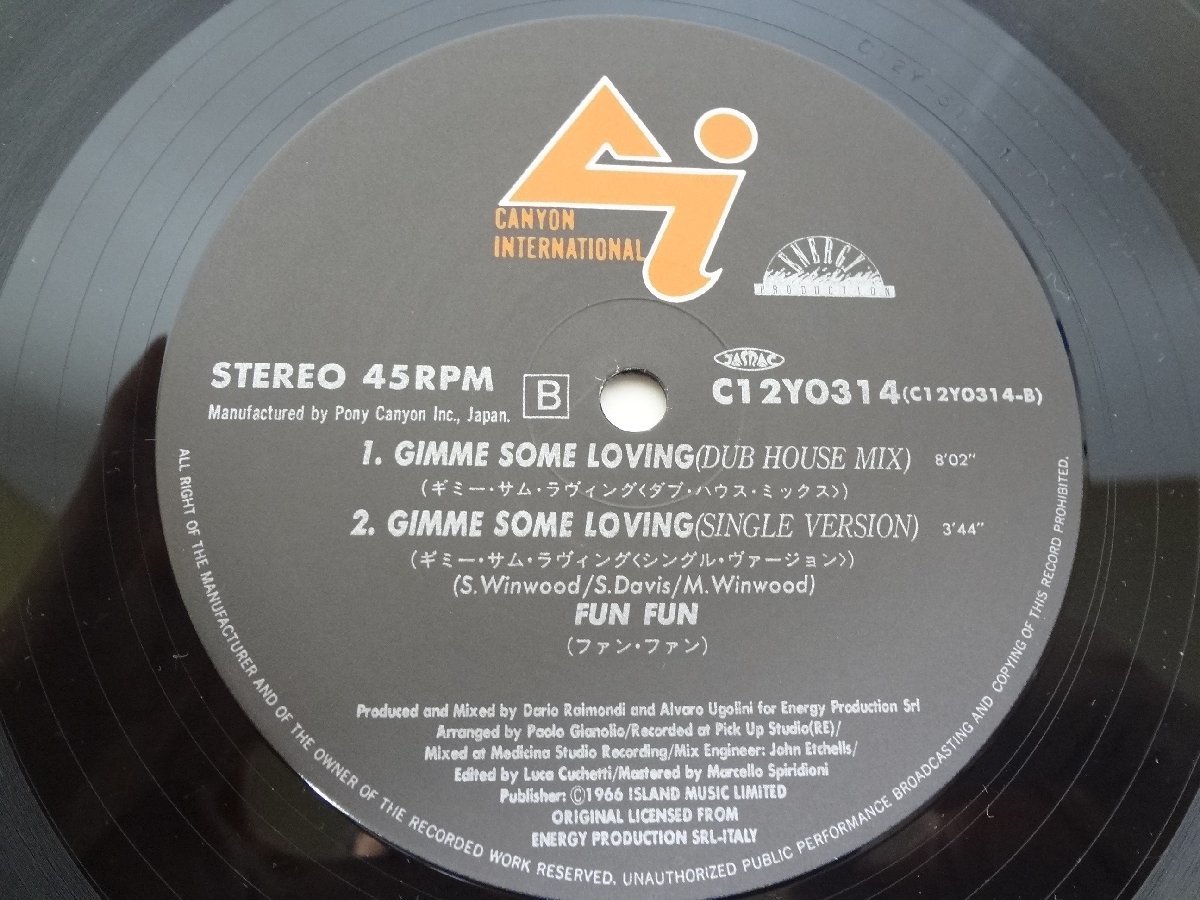 CANYON
INTERNATIONAL
ENERGY
PRODUCTION
STEREO 45RPM
B
JASRAC
C12Y0314(C12Y0314-B)
Manufactured by Pony Canyon Inc., Japan.
1. GIMME SOME LOVING(DUB HOUSE MIX) 8'02"
(ギミー・サム・ラヴィング〈ダブ・ハウス・ミックス〉)
2. GIMME SOME LOVING(SINGLE VERSION) 3'44"
(ギミー・サム・ラヴィング〈シングル・ヴァージョン〉)
(S.Winwood/S.Davis/M.Winwood)
FUN FUN
(ファン・ファン)
Produced and Mixed by Dario Raimondi and Alvaro Ugolini for Energy Production Srl
Arranged by Paolo Gianolio/Recorded at Pick Up Studio(RE)/
Mixed at Medicina Studio Recording/Mix Engineer: John Etchells/
Edited by Luca Cuchetti/Mastered by Marcello Spiridioni
Publisher: ©1966 ISLAND MUSIC LIMITED
ORIGINAL LICENSED FROM
ENERGY PRODUCTION SRL-ITALY
ALL RIGHT OF THE MANUFACTURER AND OF THE OWNER OF THE RECORDED WORK RESERVED. UNAUTHORIZED PUBLIC PERFORMANCE BROADCASTING AND COPYING OF THIS RECORD PROHIBITED.